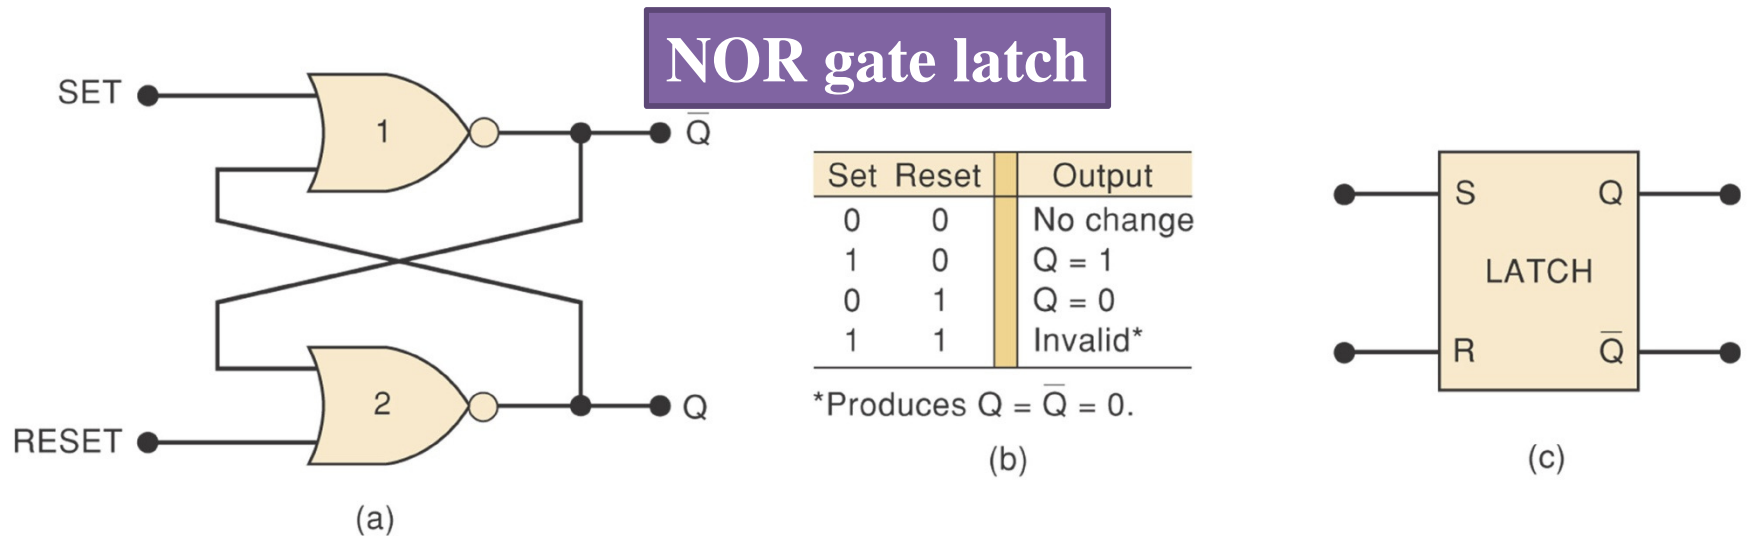 NOR gate latch
SET
1
Q̅
2
Q
RESET
(a)
Set Reset Output
0 0 No change
1 0 Q = 1
0 1 Q = 0
1 1 Invalid*
*Produces Q = Q̅ = 0.
(b)
S Q
LATCH
R Q̅
(c)